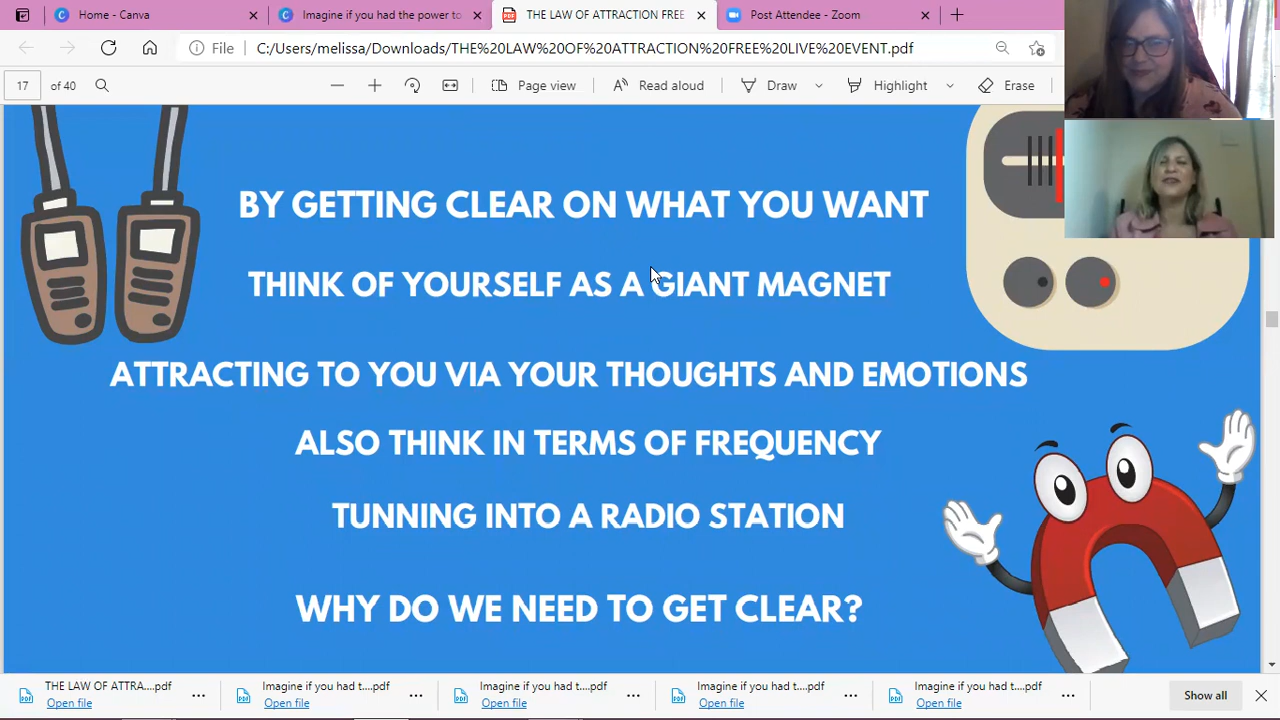 Home - Canva
Imagine if you had the power to
THE LAW OF ATTRACTION FREE
Post Attendee - Zoom
File
C:/Users/melissa/Downloads/THE%20LAW%20OF%20ATTRACTION%20FREE%20LIVE%20EVENT.pdf
17 of 40
Page view
Read aloud
Draw
Highlight
Erase
BY GETTING CLEAR ON WHAT YOU WANT
THINK OF YOURSELF AS A GIANT MAGNET
ATTRACTING TO YOU VIA YOUR THOUGHTS AND EMOTIONS
ALSO THINK IN TERMS OF FREQUENCY
TUNNING INTO A RADIO STATION
WHY DO WE NEED TO GET CLEAR?
THE LAW OF ATTRA....pdf
Open file
Imagine if you had t....pdf
Open file
Imagine if you had t....pdf
Open file
Imagine if you had t....pdf
Open file
Imagine if you had t....pdf
Open file
Show all